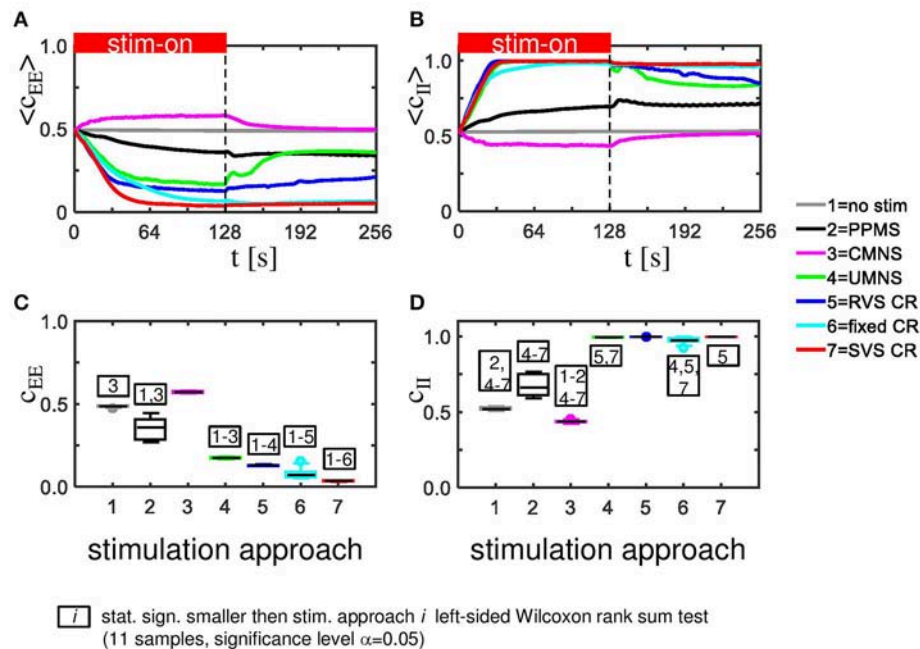 A
B
stim-on
stim-on
<c_EE>
1
0.5
0
0 64 128 192 256
t [s]
<c_II>
1
0.5
0
0 64 128 192 256
t [s]
1=no stim
2=PPMS
3=CMNS
4=UMNS
5=RVS CR
6=fixed CR
7=SVS CR
C
c_EE
1.0
0.5
0.0
3
1,3
1-3
1-4
1-5
1-6
1 2 3 4 5 6 7
stimulation approach
D
c_II
1.0
0.5
0.0
2,
4-7
4-7
1-2
4-7
5,7
4,5,
7
5
1 2 3 4 5 6 7
stimulation approach
i stat. sign. smaller then stim. approach i left-sided Wilcoxon rank sum test
(11 samples, significance level α=0.05)